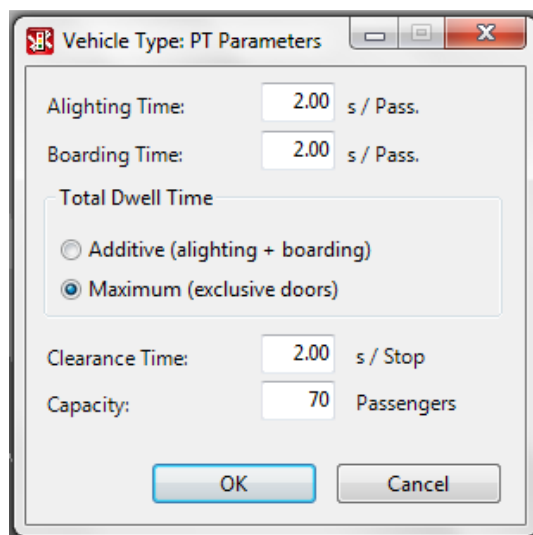 Vehicle Type: PT Parameters
Alighting Time: 2.00 s / Pass.
Boarding Time: 2.00 s / Pass.
Total Dwell Time
Additive (alighting + boarding)
Maximum (exclusive doors)
Clearance Time: 2.00 s / Stop
Capacity: 70 Passengers
OK Cancel